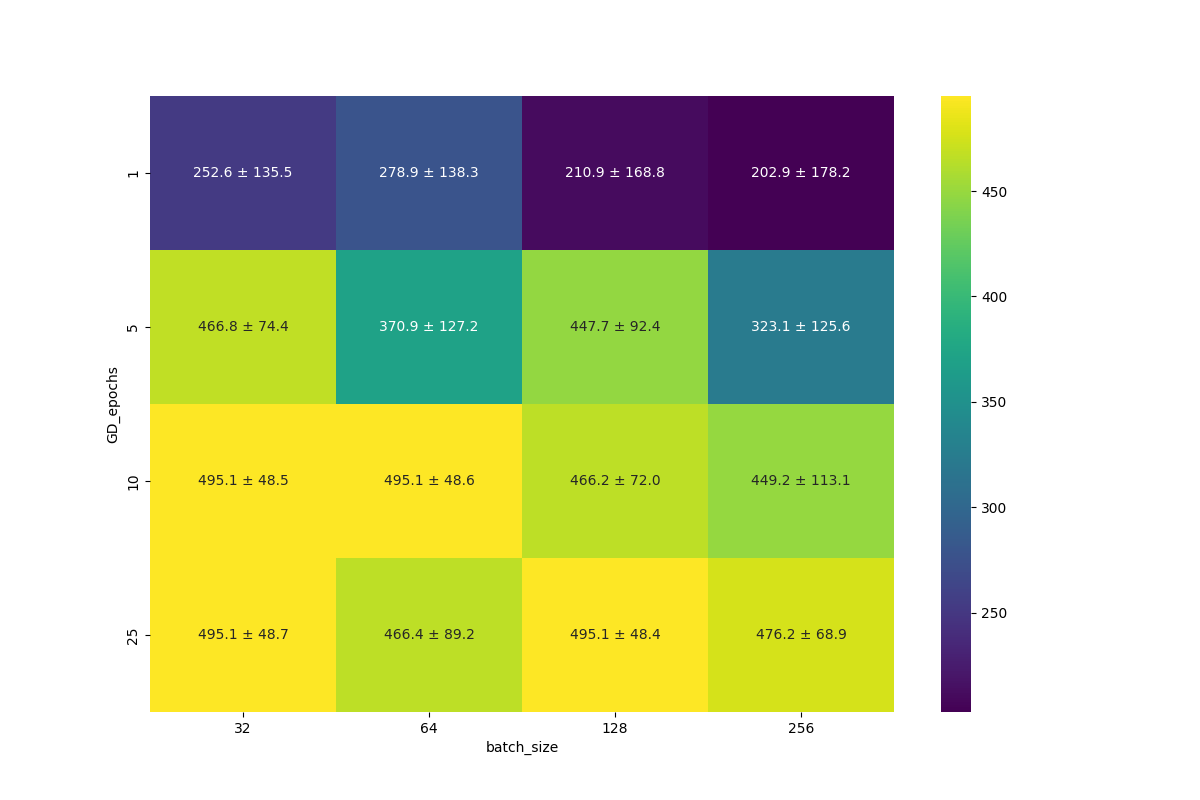 252.6 ± 135.5 278.9 ± 138.3 210.9 ± 168.8 202.9 ± 178.2
466.8 ± 74.4 370.9 ± 127.2 447.7 ± 92.4 323.1 ± 125.6
495.1 ± 48.5 495.1 ± 48.6 466.2 ± 72.0 449.2 ± 113.1
495.1 ± 48.7 466.4 ± 89.2 495.1 ± 48.4 476.2 ± 68.9
1
5
10
25
GD_epochs
32 64 128 256
batch_size
450
400
350
300
250